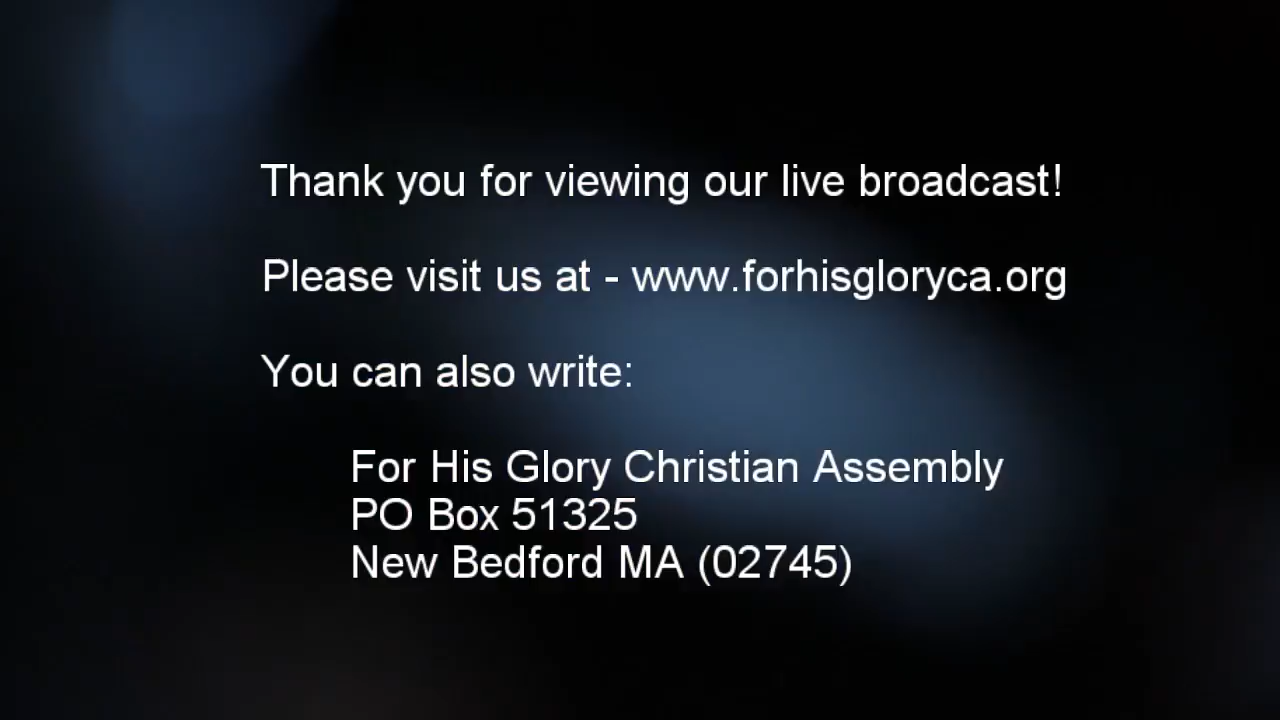 Thank you for viewing our live broadcast!
Please visit us at - www.forhisgloryca.org
You can also write:
For His Glory Christian Assembly
PO Box 51325
New Bedford MA (02745)